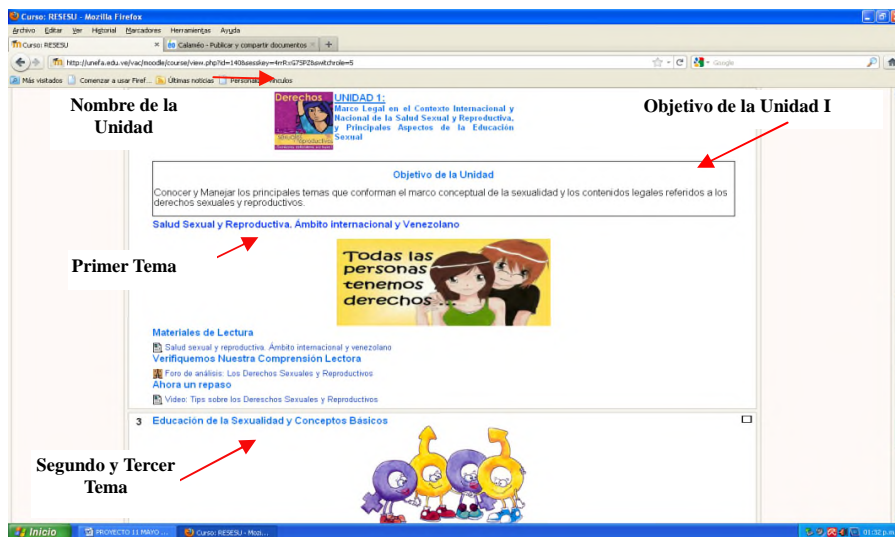 Curso: RESESU - Mozilla Firefox
Archivo Editar Ver Historial Marcadores Herramientas Ayuda
Curso: RESESU
Calaméo - Publicar y compartir documentos
http://unefa.edu.ve/vac/moodle/course/view.php?id=140&sesskey=4rrRxG75PZ&switchrole=5
Google
Más visitados Comenzar a usar Firef... Últimas noticias
Nombre de la
Unidad
Derechos
sexuales
Reproductivos
UNIDAD 1:
Marco Legal en el Contexto Internacional y
Nacional de la Salud Sexual y Reproductiva,
y Principales Aspectos de la Educación
Sexual
Objetivo de la Unidad I
Objetivo de la Unidad
Conocer y Manejar los principales temas que conforman el marco conceptual de la sexualidad y los contenidos legales referidos a los
derechos sexuales y reproductivos.
Salud Sexual y Reproductiva. Ámbito internacional y Venezolano
Primer Tema
Todas las
personas
tenemos
derechos ...
Materiales de Lectura
Salud sexual y reproductiva. Ámbito internacional y venezolano
Verifiquemos Nuestra Comprensión Lectora
Foro de análisis: Los Derechos Sexuales y Reproductivos
Ahora un repaso
Video: Tips sobre los Dereschos Sexuales y Reproductivos
3 Educación de la Sexualidad y Conceptos Básicos
Segundo y Tercer
Tema
Inicio
PROYECTO 11 MAYO ...
Curso: RESESU - Mozi...
01:52 p.m.